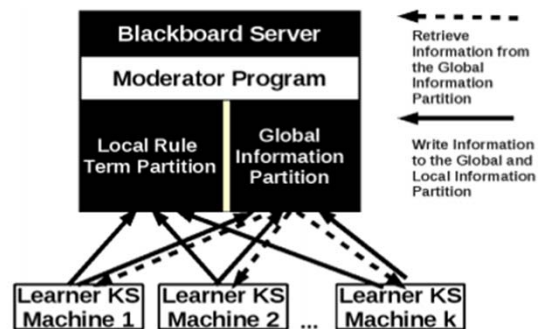 Blackboard Server
Moderator Program
Local Rule
Term Partition
Global
Information
Partition
Retrieve
Information from
the Global
Information
Partition
Write Information
to the Global and
Local Information
Partition
Learner KS
Machine 1
Learner KS
Machine 2
...
Learner KS
Machine k